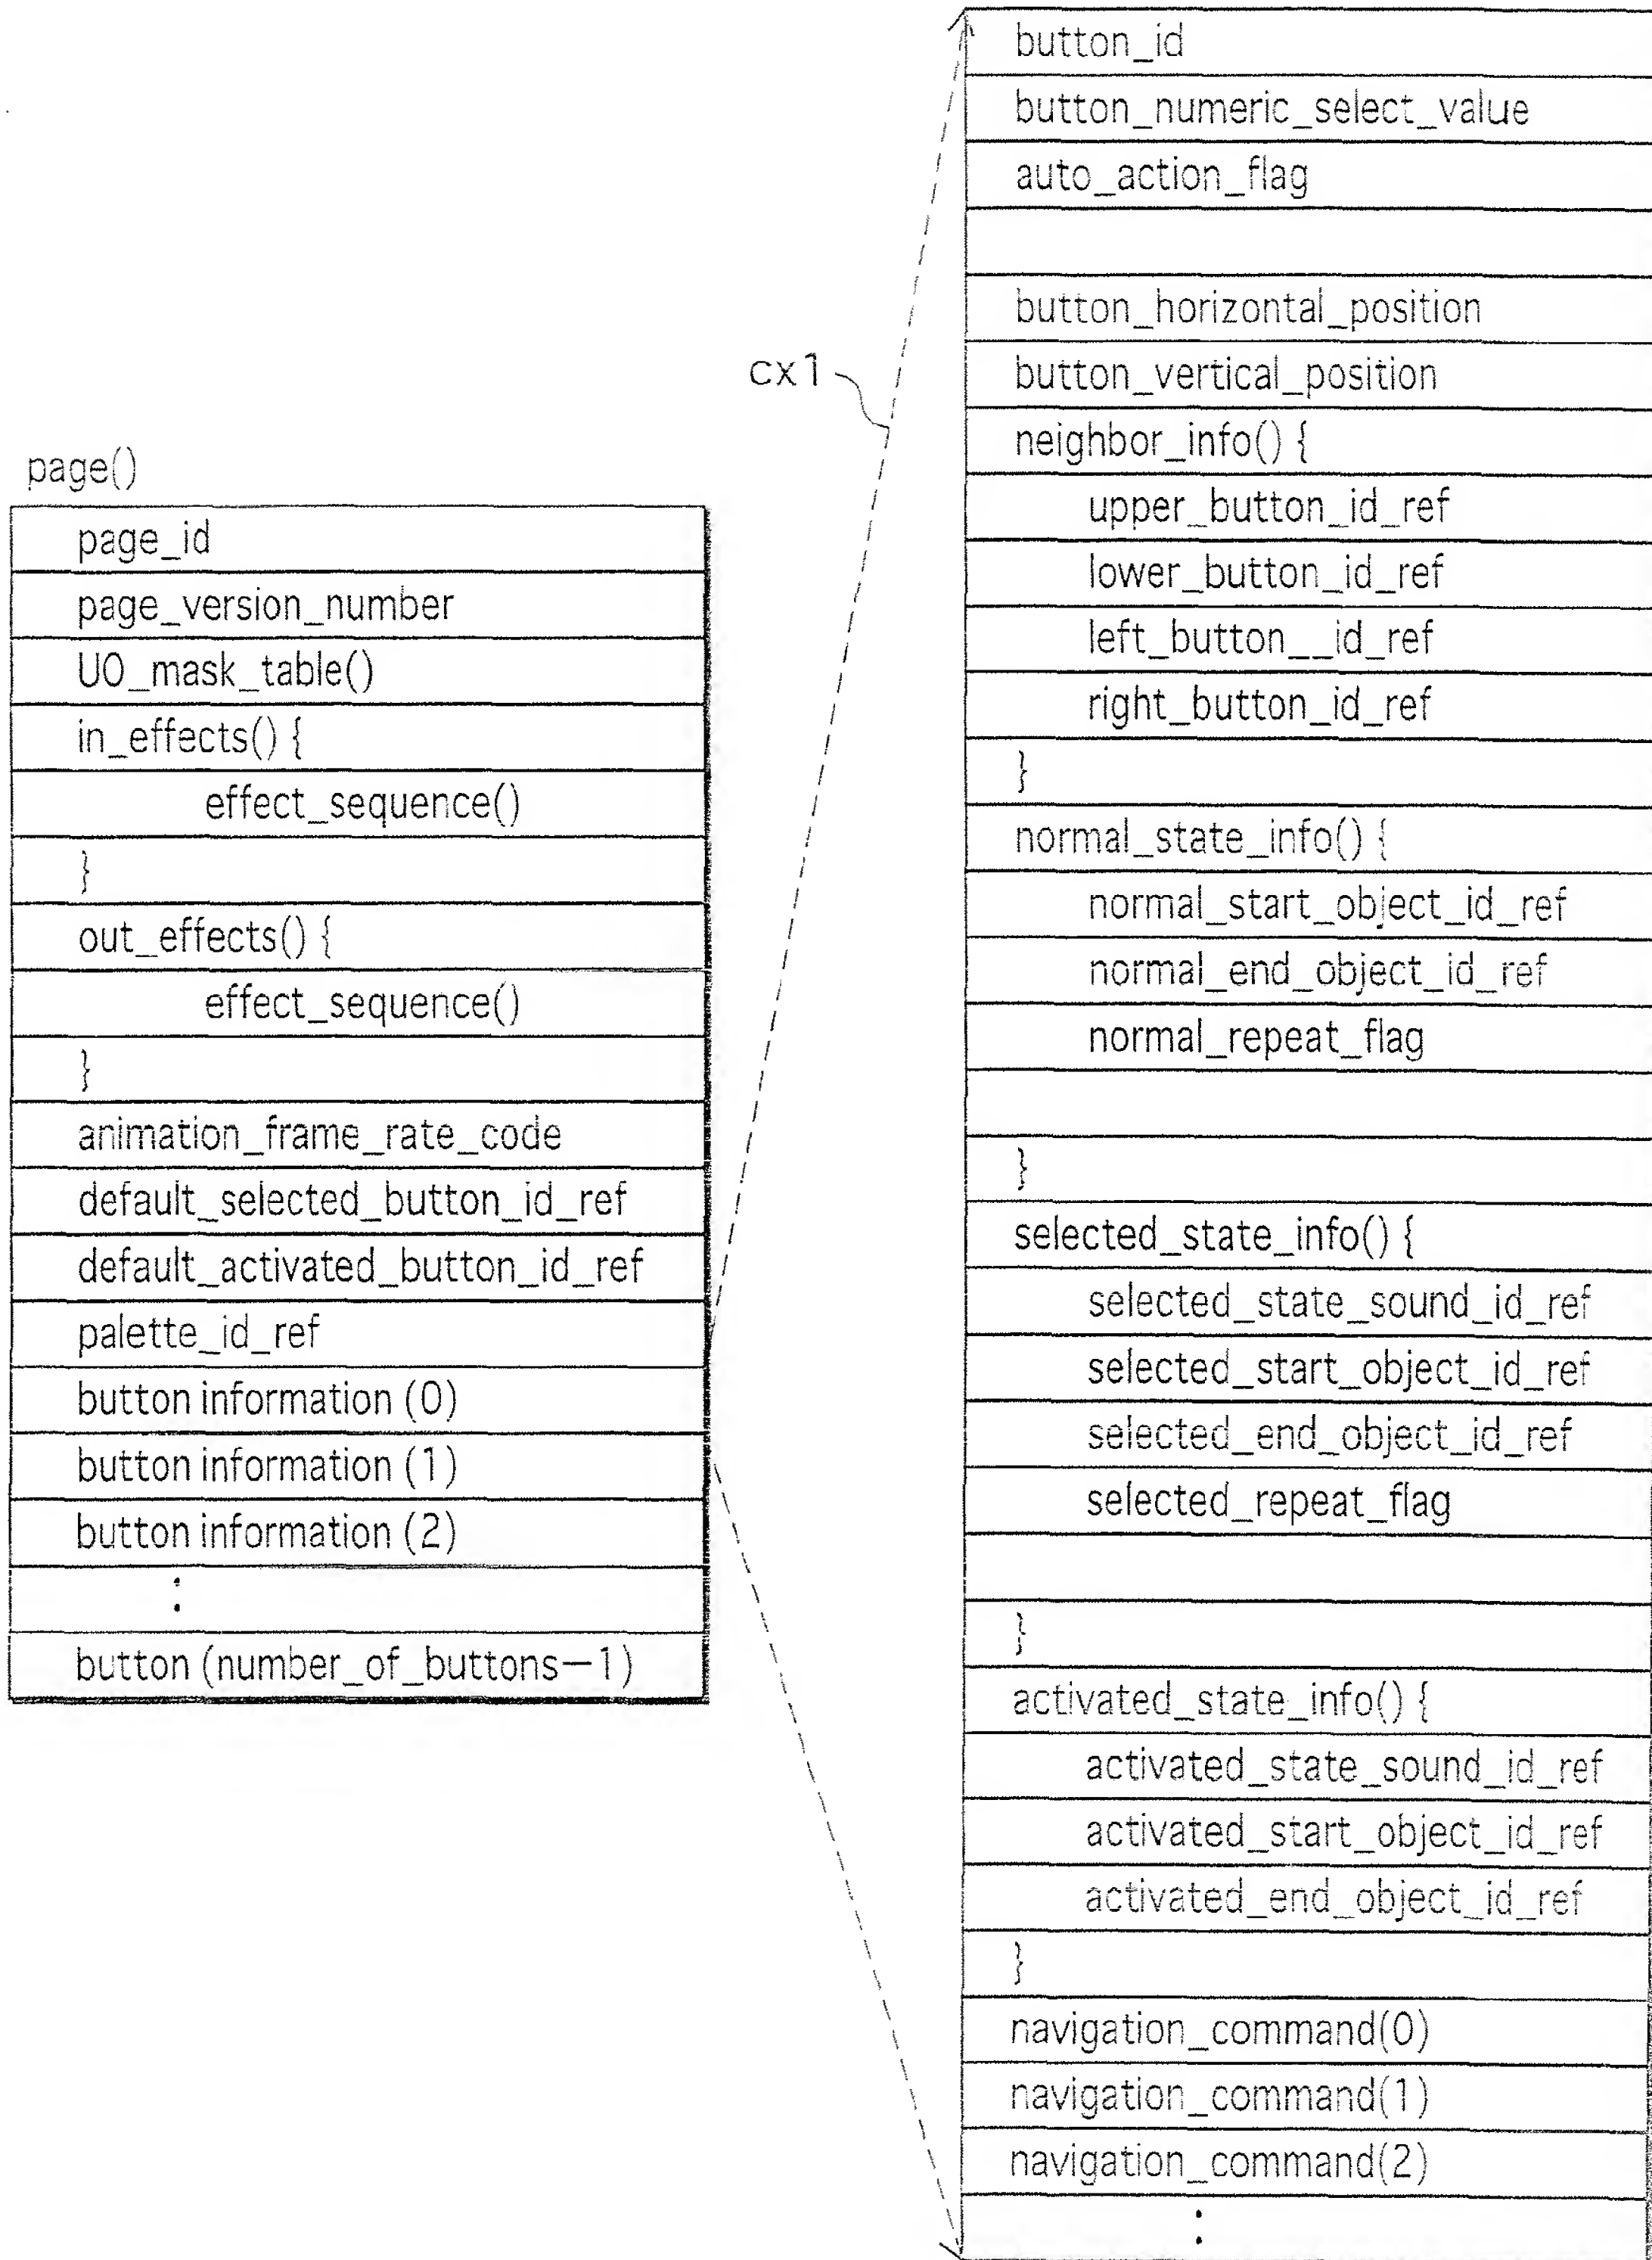 page()
page_id
page_version_number
UO_mask_table()
in_effects() {
effect_sequence()
}
out_effects() {
effect_sequence()
}
animation_frame_rate_code
default_selected_button_id_ref
default_activated_button_id_ref
palette_id_ref
button information (0)
button information (1)
button information (2)
:
button (number_of_buttons−1)
cx1
button_id
button_numeric_select_value
auto_action_flag
button_horizontal_position
button_vertical_position
neighbor_info() {
upper_button_id_ref
lower_button_id_ref
left_button__id_ref
right_button_id_ref
}
normal_state_info() {
normal_start_object_id_ref
normal_end_object_id_ref
normal_repeat_flag
}
selected_state_info() {
selected_state_sound_id_ref
selected_start_object_id_ref
selected_end_object_id_ref
selected_repeat_flag
}
activated_state_info() {
activated_state_sound_id_ref
activated_start_object_id_ref
activated_end_object_id_ref
}
navigation_command(0)
navigation_command(1)
navigation_command(2)
: